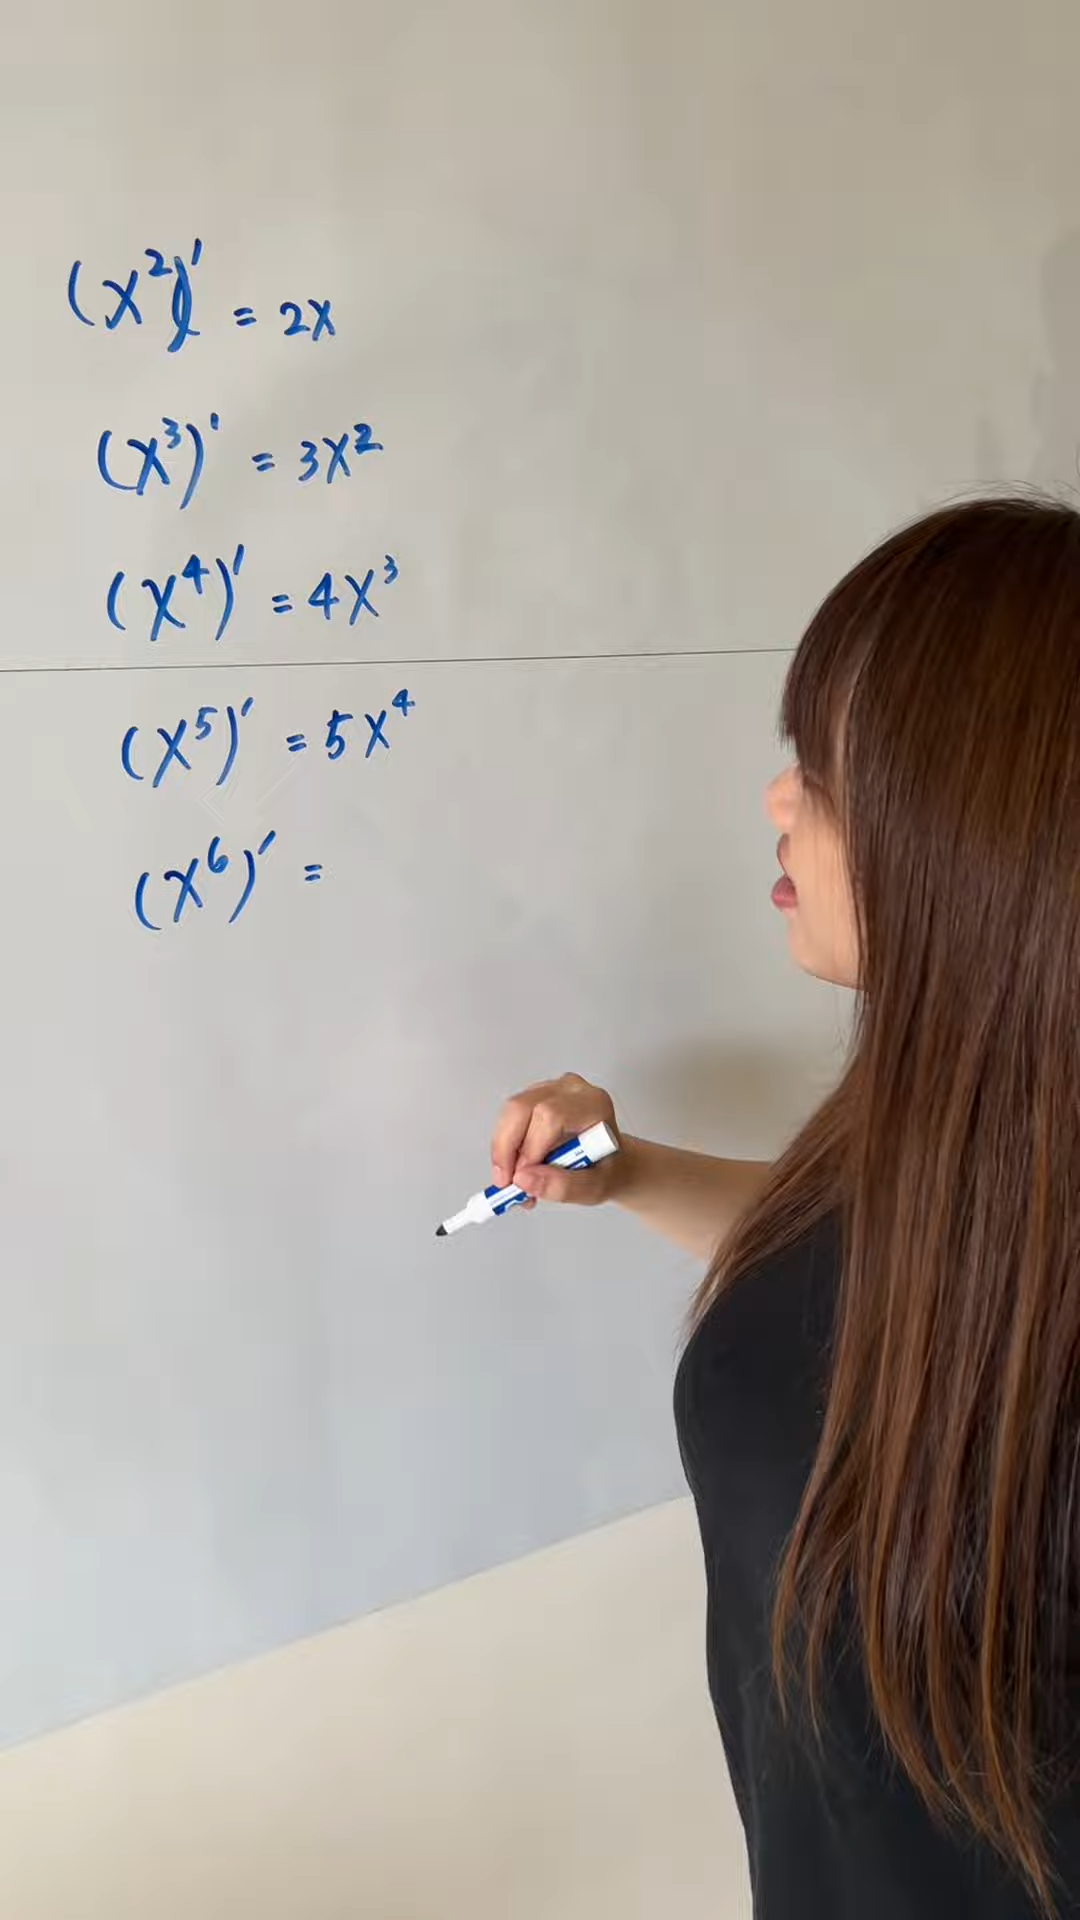 (x²)' = 2x
(x³)' = 3x²
(x⁴)' = 4x³
(x⁵)' = 5x⁴
(x⁶)' =